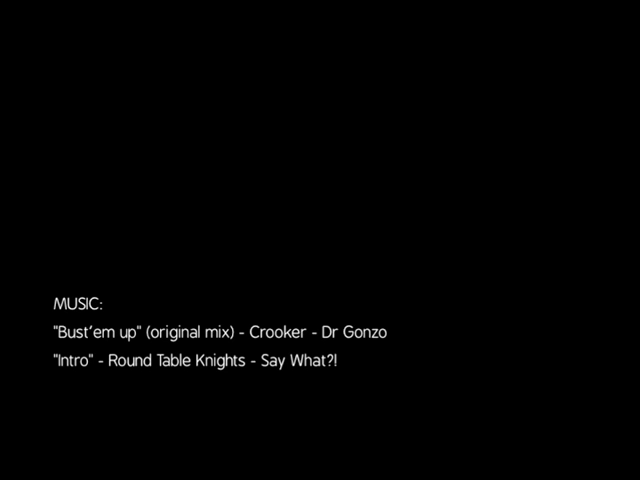 MUSIC:
"Bust'em up" (original mix) - Crooker - Dr Gonzo
"Intro" - Round Table Knights - Say What?!